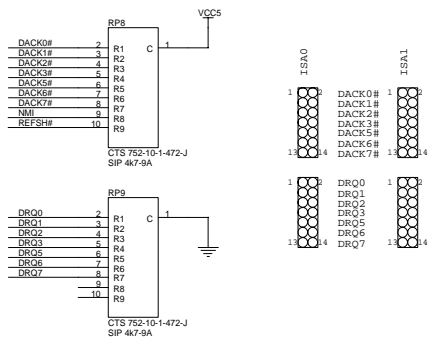 VCC5
RP8
DACK0# 2 R1 C 1
DACK1# 3 R2
DACK2# 4 R3
DACK3# 5 R4
DACK5# 6 R5
DACK6# 7 R6
DACK7# 8 R7
NMI 9 R8
REFSH# 10 R9
CTS 752-10-1-472-J
SIP 4k7-9A
RP9
DRQ0 2 R1 C 1
DRQ1 3 R2
DRQ2 4 R3
DRQ3 5 R4
DRQ5 6 R5
DRQ6 7 R6
DRQ7 8 R7
9 R8
10 R9
CTS 752-10-1-472-J
SIP 4k7-9A
ISA0
ISA1
1 2 DACK0# 1 2
DACK1#
DACK2#
DACK3#
DACK5#
DACK6#
13 14 DACK7# 13 14
1 2 DRQ0 1 2
DRQ1
DRQ2
DRQ3
DRQ5
DRQ6
13 14 DRQ7 13 14